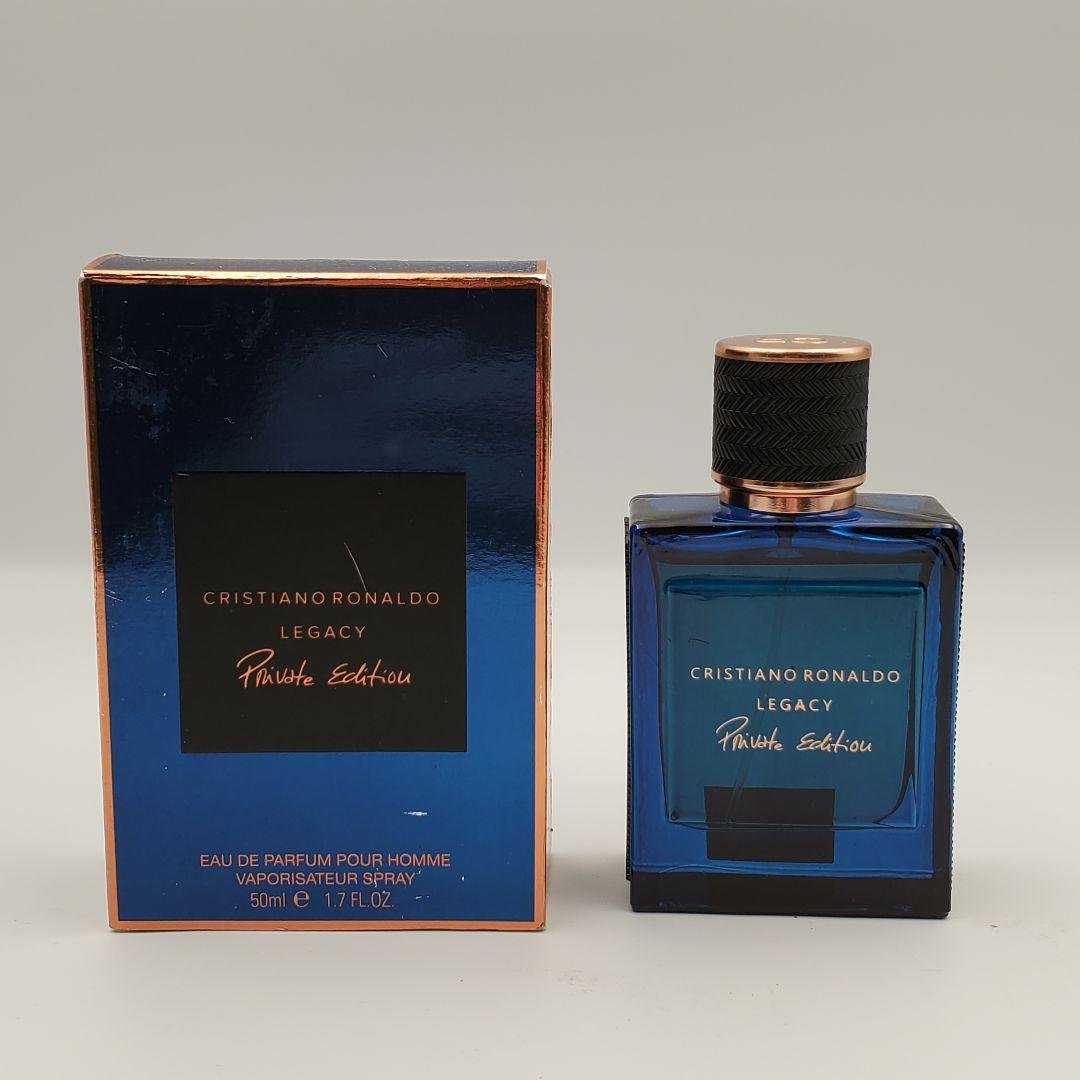 CRISTIANO RONALDO
LEGACY
Private Edition
EAU DE PARFUM POUR HOMME
VAPORISATEUR SPRAY
50ml ℮ 1.7 FL.OZ.
CRISTIANO RONALDO
LEGACY
Private Edition